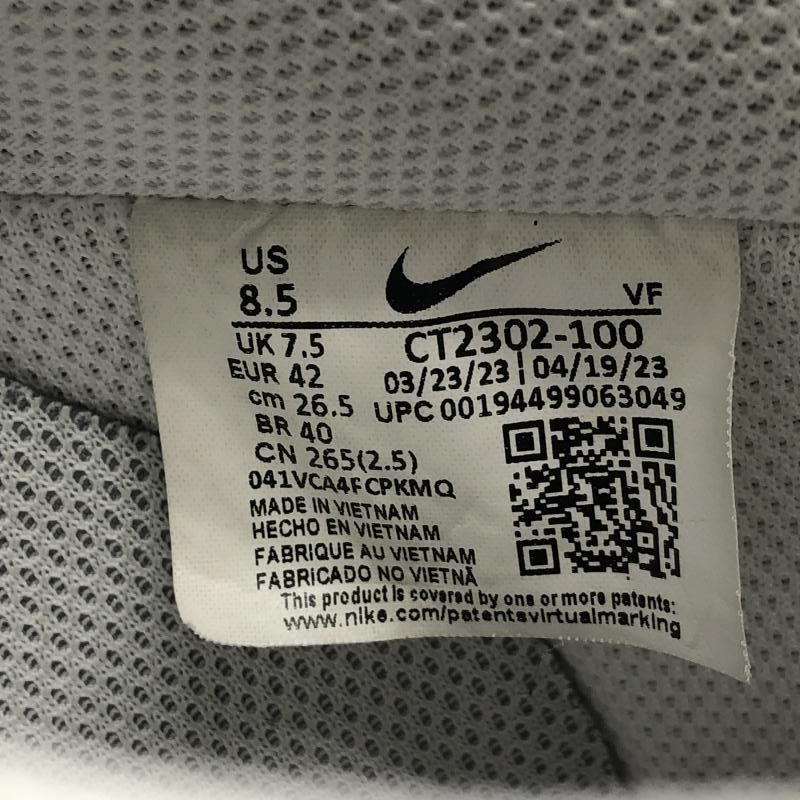 US
8.5
VF
UK 7.5
CT2302-100
EUR 42
03/23/23 | 04/19/23
cm 26.5
UPC 00194499063049
BR 40
CN 265(2.5)
041VCA4FCPKMQ
MADE IN VIETNAM
HECHO EN VIETNAM
FABRIQUE AU VIETNAM
FABRICADO NO VIETNÃ
This product is covered by one or more patents:
www.nike.com/patentsvirtualmarking